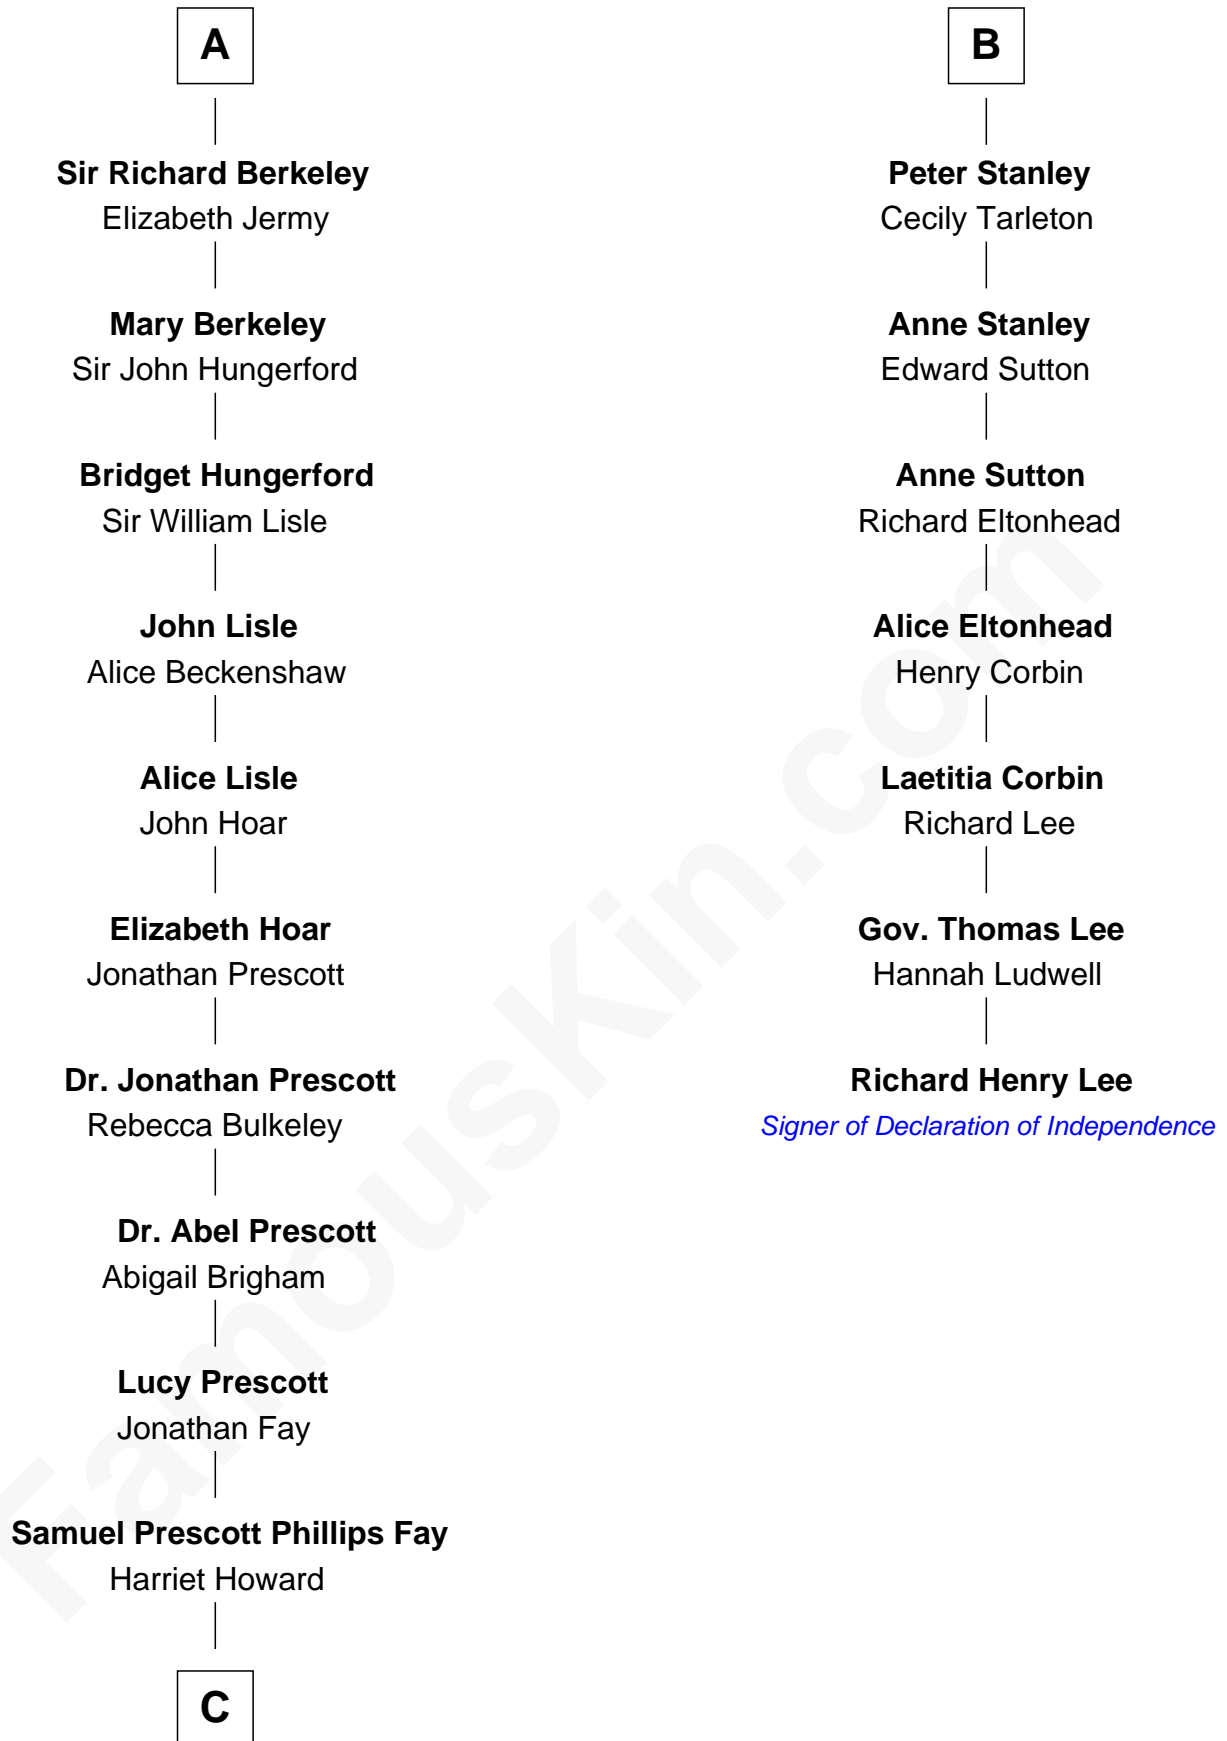 A
Sir Richard Berkeley
Elizabeth Jermy
Mary Berkeley
Sir John Hungerford
Bridget Hungerford
Sir William Lisle
John Lisle
Alice Beckenshaw
Alice Lisle
John Hoar
Elizabeth Hoar
Jonathan Prescott
Dr. Jonathan Prescott
Rebecca Bulkeley
Dr. Abel Prescott
Abigail Brigham
Lucy Prescott
Jonathan Fay
Samuel Prescott Phillips Fay
Harriet Howard
C
B
Peter Stanley
Cecily Tarleton
Anne Stanley
Edward Sutton
Anne Sutton
Richard Eltonhead
Alice Eltonhead
Henry Corbin
Laetitia Corbin
Richard Lee
Gov. Thomas Lee
Hannah Ludwell
Richard Henry Lee
Signer of Declaration of Independence
FamousKin.com